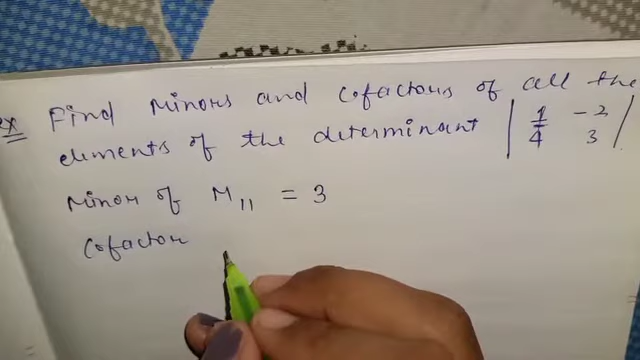 Ex Find Minors and Cofactors of all the
elements of the determinant | 1 -2 |
4 3
Minor of M11 = 3
Cofactor